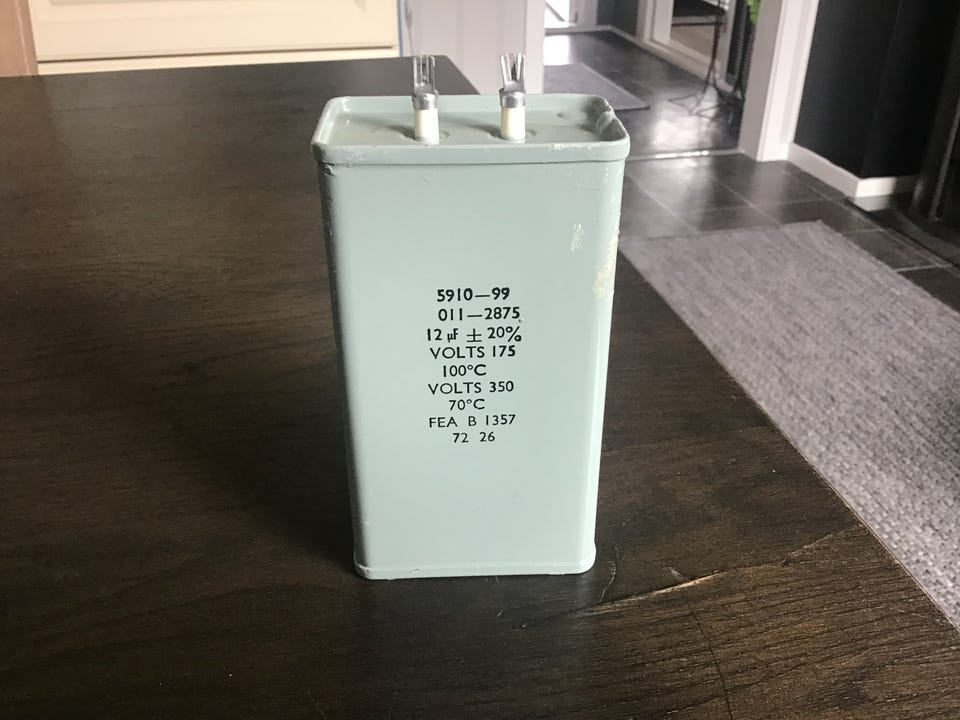 5910—99
011—2875
12 µF ± 20%
VOLTS 175
100°C
VOLTS 350
70°C
FEA B 1357
72 26